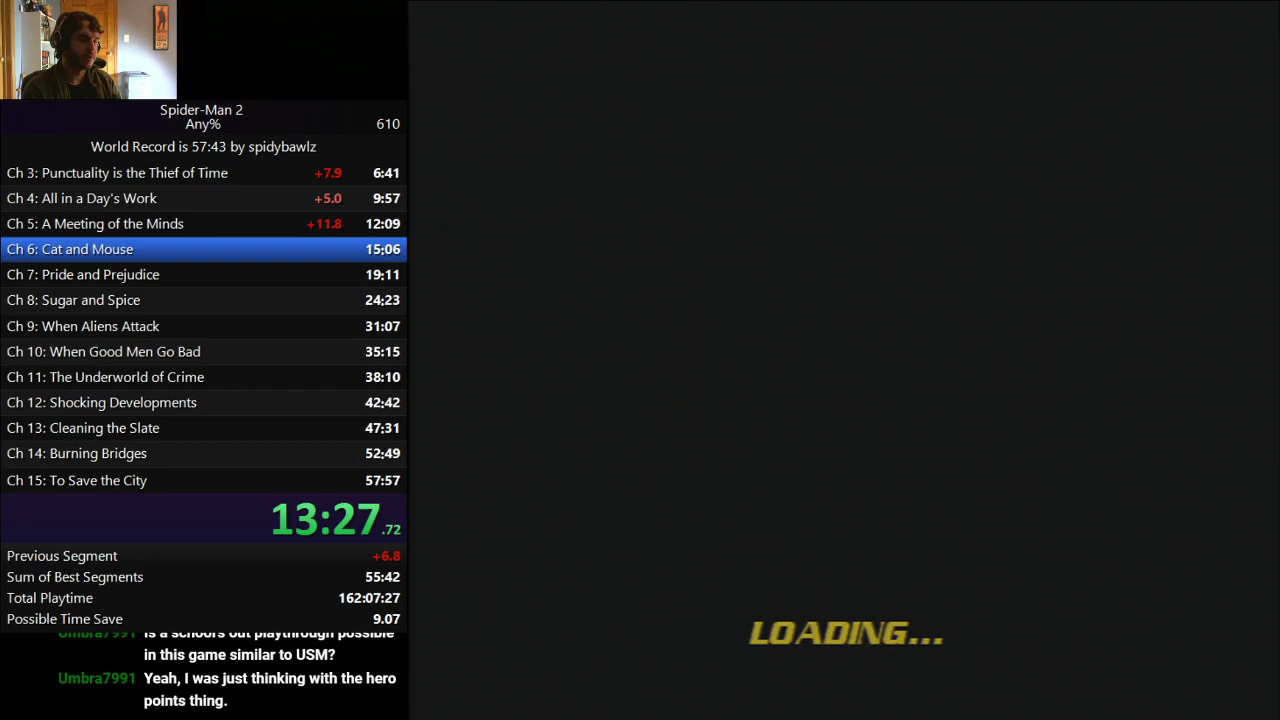 Spider-Man 2
Any% 610
World Record is 57:43 by spidybawlz
Ch 3: Punctuality is the Thief of Time +7.9 6:41
Ch 4: All in a Day's Work +5.0 9:57
Ch 5: A Meeting of the Minds +11.8 12:09
Ch 6: Cat and Mouse 15;06
Ch 7: Pride and Prejudice 19;11
Ch 8: Sugar and Spice 24;23
Ch 9: When Aliens Attack 31:07
Ch 10: When Good Men Go Bad 35:15
Ch 11: The Underworld of Crime 38:10
Ch 12: Shocking Developments 42;42
Ch 13: Cleaning the Slate 47;31
Ch 14: Burning Bridges 52;49
Ch 15: To Save the City 57:57
13:27.72
Previous Segment +6.8
Sum of Best Segments 55:42
Total Playtime 162:07:27
Possible Time Save 9.07
Umbra7991 is a schools out playthrough possible
in this game similar to USM?
Umbra7991 Yeah, I was just thinking with the hero
points thing.
LOADING...